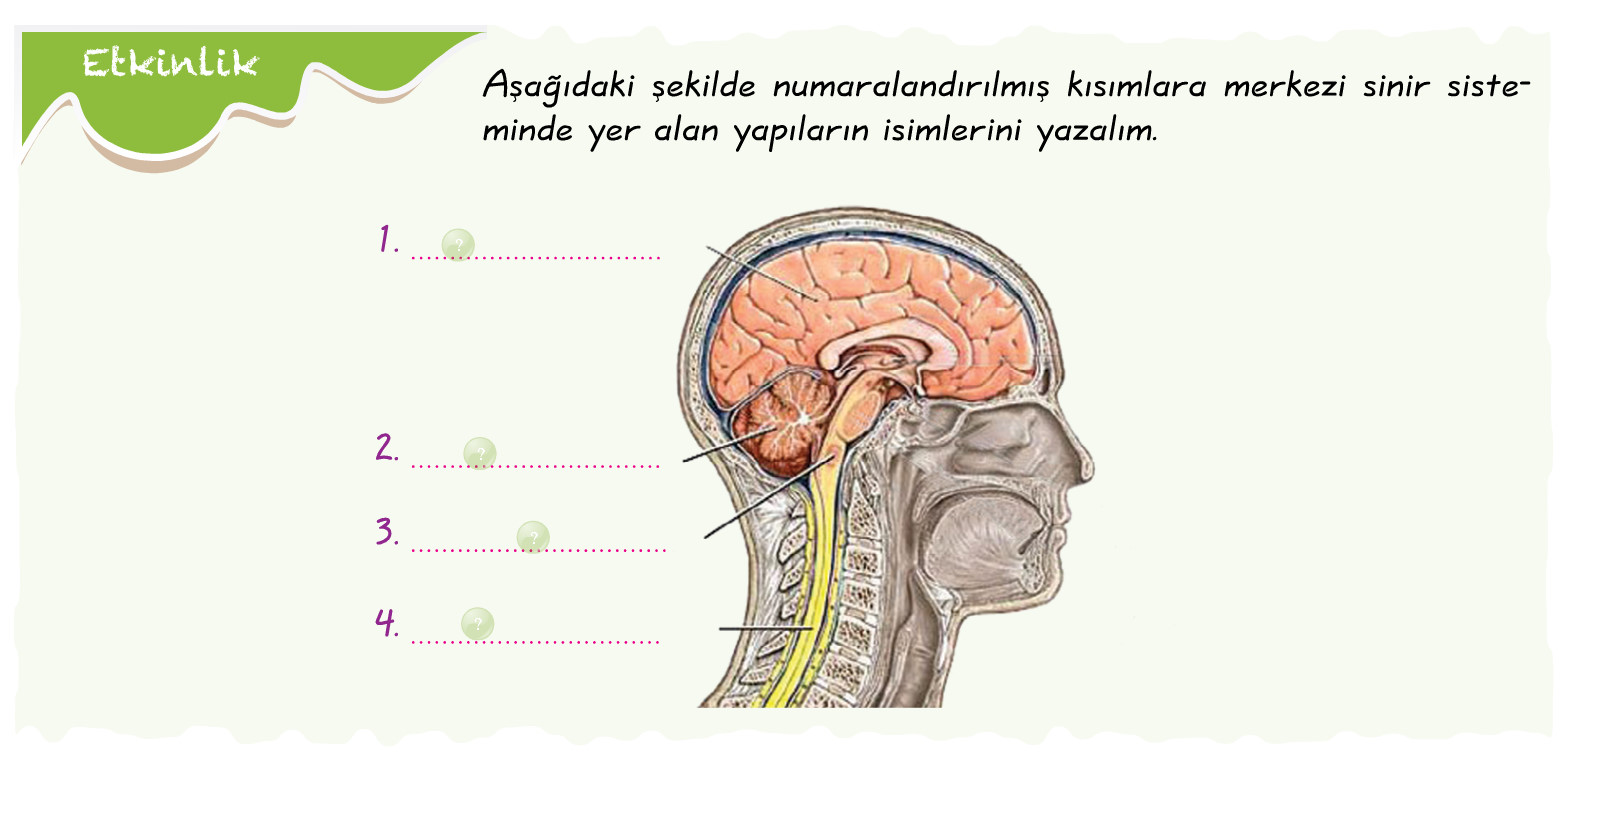 Etkinlik
Aşağıdaki şekilde numaralandırılmış kısımlara merkezi sinir siste-
minde yer alan yapıların isimlerini yazalım.
1. ? ................................
2. ? ................................
3. ? ................................
4. ? ................................